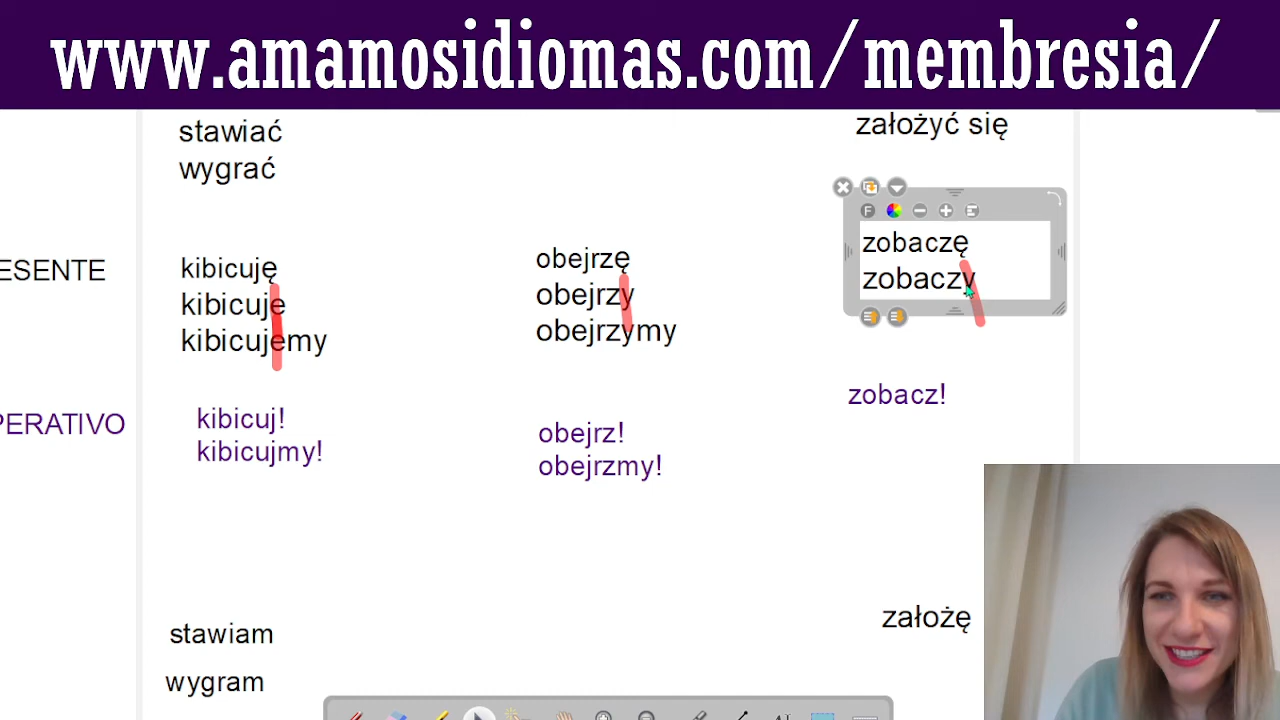 www.amamosidiomas.com/membresia/
stawiać
wygrać
założyć się
ESENTE
kibicuję
kibicuje
kibicujemy
obejrzę
obejrzy
obejrzymy
F
zobaczę
zobaczy
PERATIVO
kibicuj!
kibicujmy!
obejrz!
obejrzmy!
zobacz!
stawiam
wygram
założę